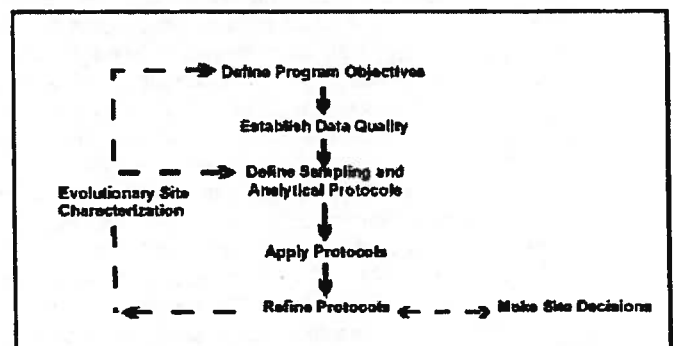 Define Program Objectives
Establish Data Quality
Define Sampling and
Analytical Protocols
Evolutionary Site
Characterization
Apply Protocols
Refine Protocols
Make Site Decisions